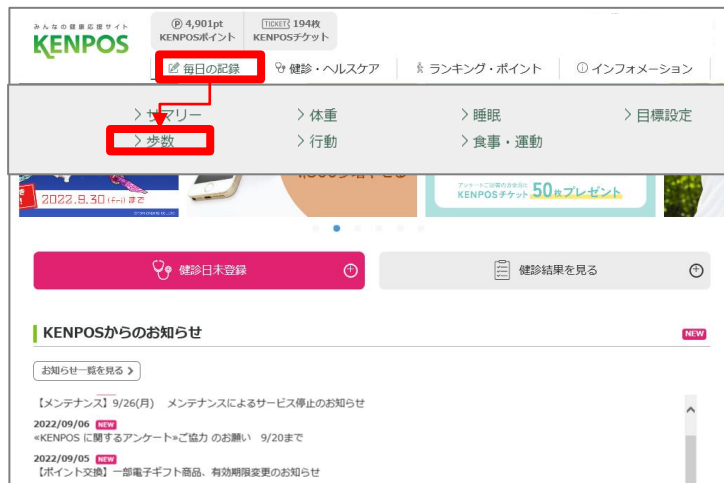 みんなの健康応援サイト
KENPOS
Ⓟ 4,901pt
KENPOSポイント
TICKET 194枚
KENPOSチケット
毎日の記録
健診・ヘルスケア
ランキング・ポイント
インフォメーション
サマリー
体重
睡眠
目標設定
歩数
行動
食事・運動
2022.9.30(Fri)まで
KENPOSチケット 50枚プレゼント
健診日未登録
健診結果を見る
KENPOSからのお知らせ
NEW
お知らせ一覧を見る
【メンテナンス】9/26(月) メンテナンスによるサービス停止のお知らせ
2022/09/06 NEW
«KENPOS に関するアンケート»ご協力 のお願い 9/20まで
2022/09/05 NEW
【ポイント交換】一部電子ギフト商品、有効期限変更のお知らせ